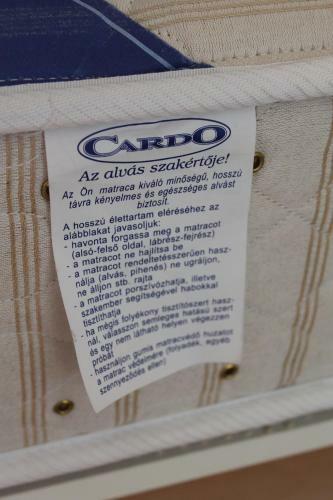 CARDO
Az alvás szakértője!
Az Ön matraca kiváló minőségű, hosszú
távra kényelmes és egészséges alvást
biztosít.
A hosszú élettartam eléréséhez az
alábbiakat javasoljuk:
- havonta forgassa meg a matracot
(alsó-felső oldal, lábrész-fejrész)
- a matracot ne hajlítsa be
- a matracot rendeltetésszerűen hasz-
nálja (alvás, pihenés) ne ugráljon,
ne álljon stb. rajta
- a matracot porszívózhatja, illetve
szakember segítségével habokkal
tisztíthatja
- ha mégis folyékony tisztítószert hasz-
nál, válasszon semleges hatású szert
és egy nem látható helyen végezzen
próbát
- használjon gumis matracvédő huzatot
a matrac védelmére (folyadék, egyéb
szennyeződés ellen)